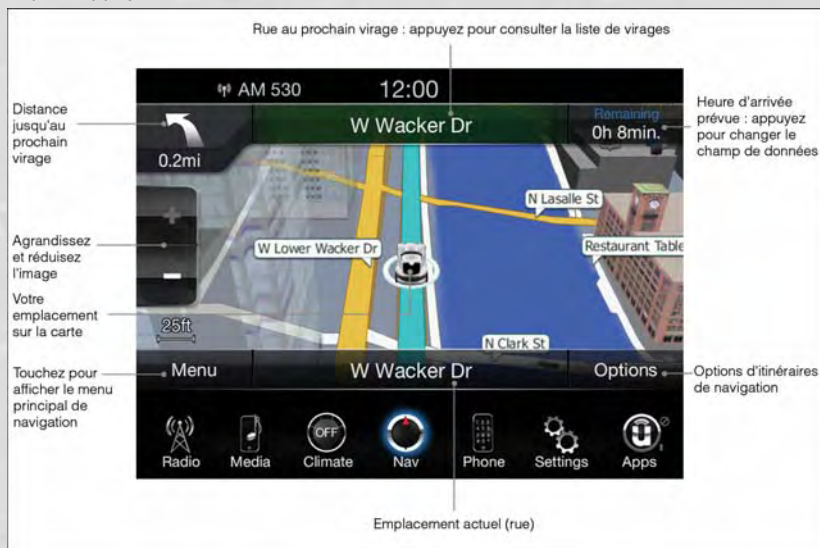 Rue au prochain virage : appuyez pour consulter la liste de virages
Distance
jusqu'au
prochain
virage
Heure d'arrivée
prévue : appuyez
pour changer le
champ de données
AM 530
12:00
W Wacker Dr
Remaining
0h 8min.
0.2mi
+
N Lasalle St
Agrandissez
et réduisez
l'image
W Lower Wacker Dr
Restaurant Table
-
Votre
emplacement
sur la carte
25ft
N Clark St
Touchez pour
afficher le menu
principal de
navigation
Menu
W Wacker Dr
Options
Options d'itinéraires
de navigation
OFF
Radio
Media
Climate
Nav
Phone
Settings
Apps
Emplacement actuel (rue)